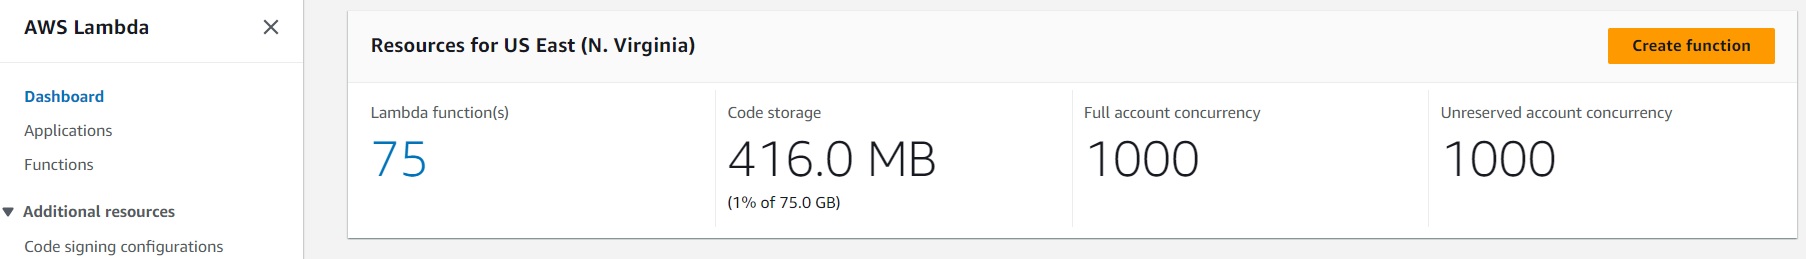 AWS Lambda
Dashboard
Applications
Functions
Additional resources
Code signing configurations
Resources for US East (N. Virginia)
Create function
Lambda function(s)
75
Code storage
416.0 MB
(1% of 75.0 GB)
Full account concurrency
1000
Unreserved account concurrency
1000